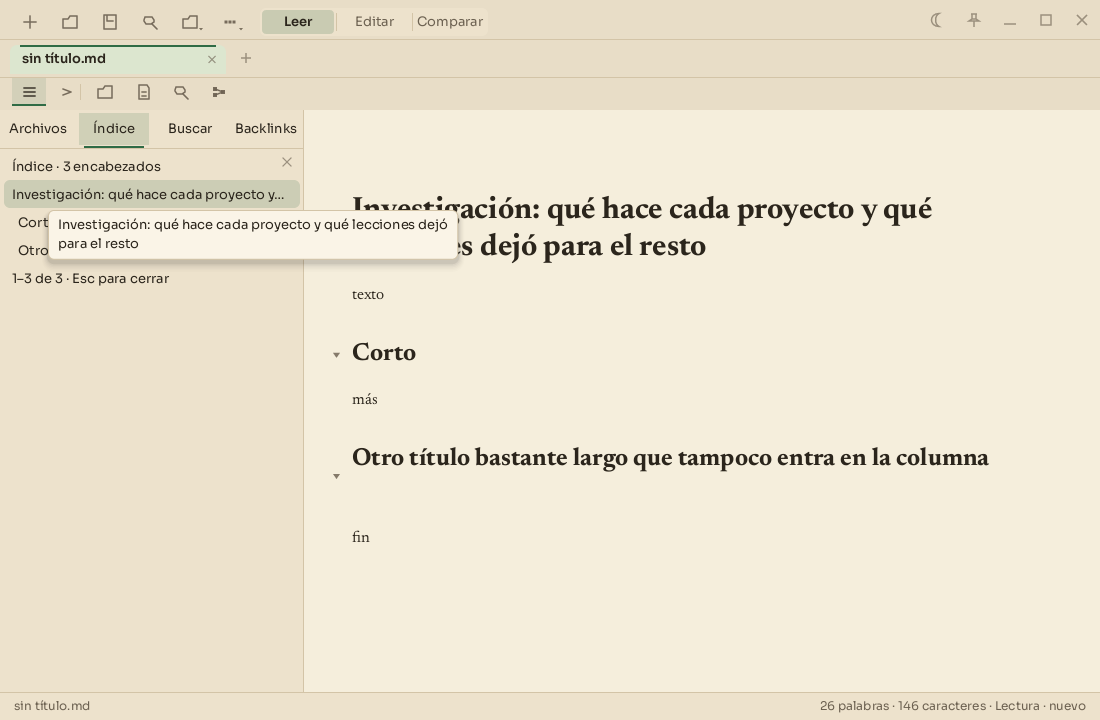 Leer Editar Comparar
sin título.md
Archivos Índice Buscar Backlinks
Índice · 3 encabezados
Investigación: qué hace cada proyecto y...
Cort
Otro
1–3 de 3 · Esc para cerrar
Investigación: qué hace cada proyecto y qué lecciones dejó
para el resto
Investigación: qué hace cada proyecto y qué
es dejó para el resto
texto
Corto
más
Otro título bastante largo que tampoco entra en la columna
fin
sin título.md
26 palabras · 146 caracteres · Lectura · nuevo